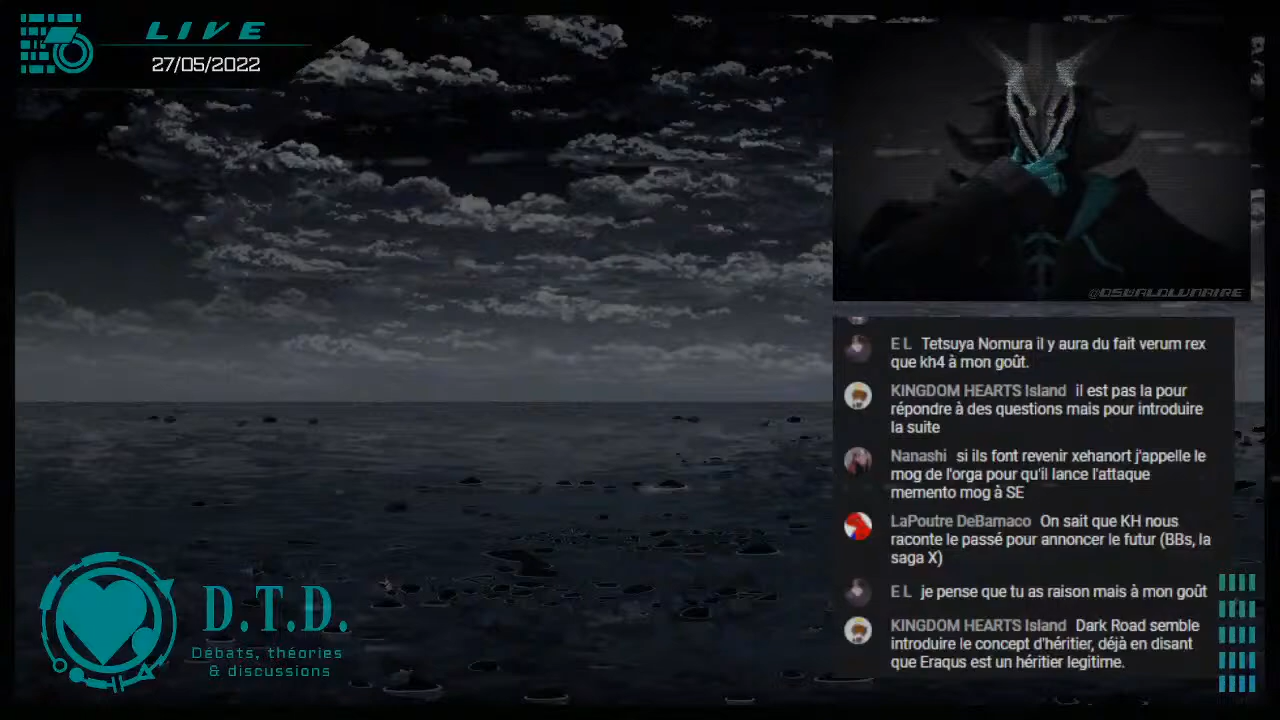 LIVE
27/05/2022
@OSWALDLUNAIRE
E L Tetsuya Nomura il y aura du fait verum rex
que kh4 à mon goût.
KINGDOM HEARTS Island il est pas la pour
répondre à des questions mais pour introduire
la suite
Nanashi si ils font revenir xehanort j'appelle le
mog de l'orga pour qu'il lance l'attaque
memento mog à SE
LaPoutre DeBamaco On sait que KH nous
raconte le passé pour annoncer le futur (BBs, la
saga X)
E L je pense que tu as raison mais à mon goût
KINGDOM HEARTS Island Dark Road semble
introduire le concept d'héritier, déjà en disant
que Eraqus est un héritier legitime.
D.T.D.
Débats, théories
& discussions